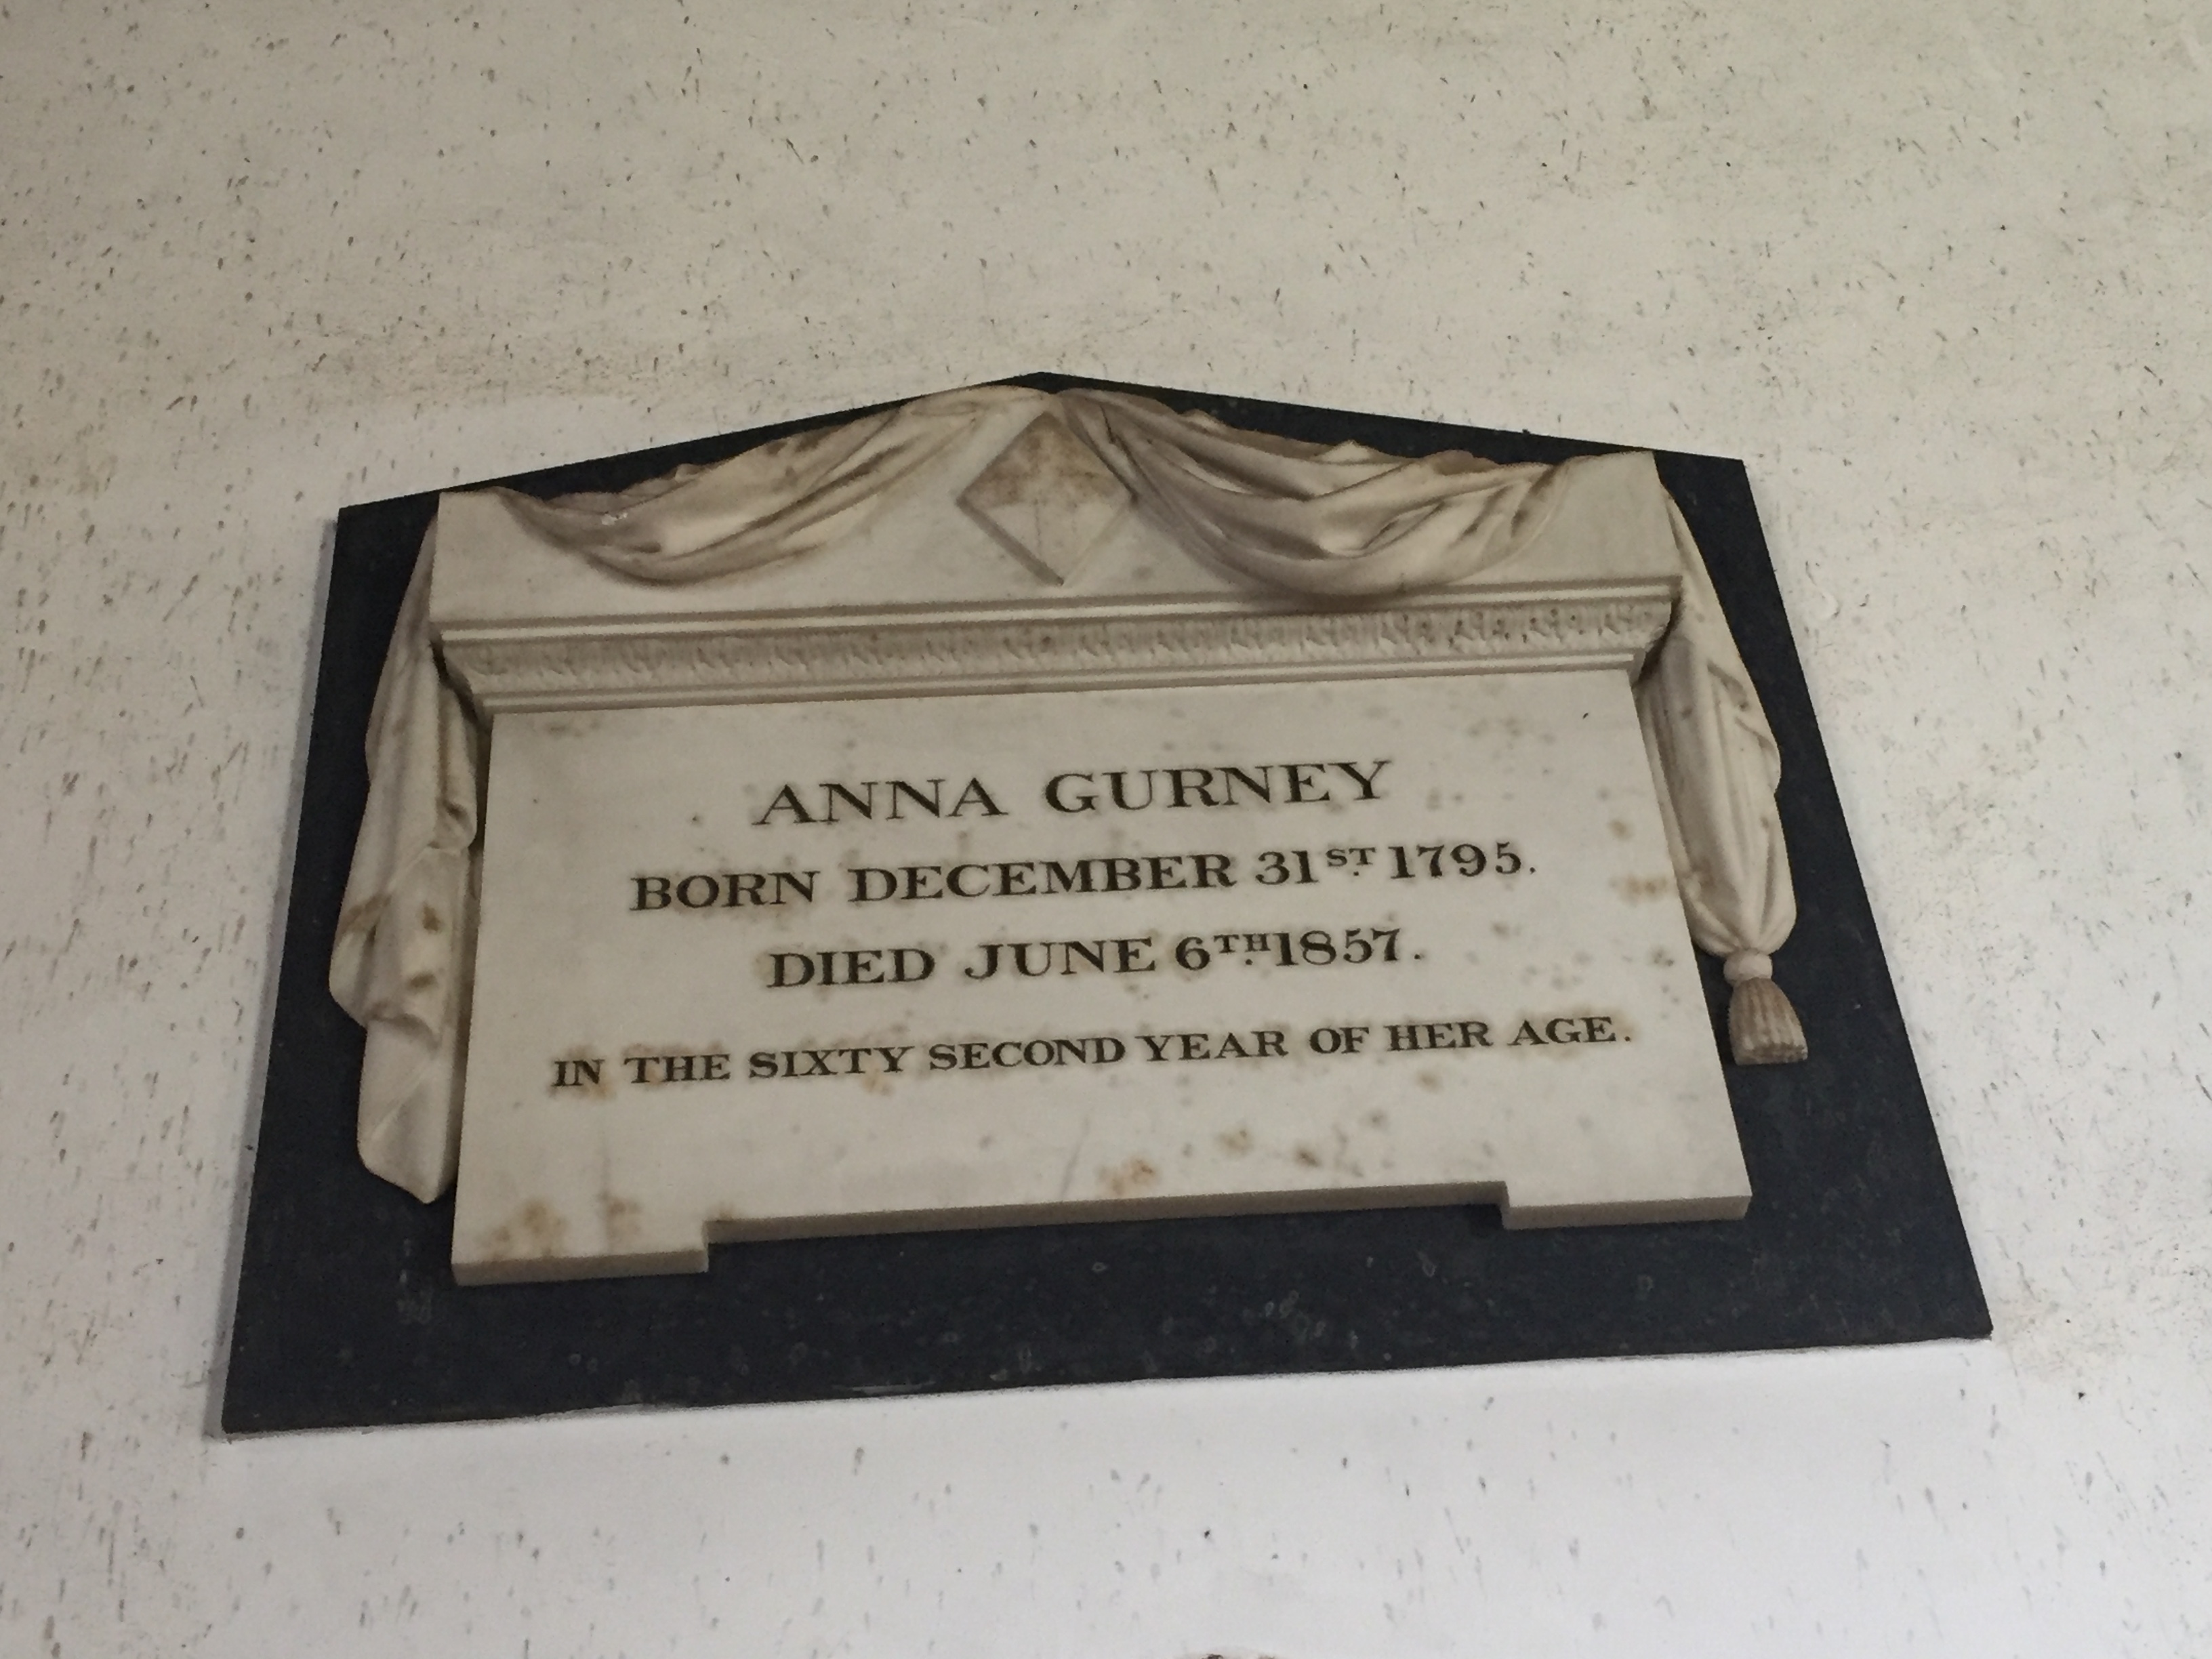 ANNA GURNEY
BORN DECEMBER 31ST. 1795.
DIED JUNE 6TH. 1857.
IN THE SIXTY SECOND YEAR OF HER AGE.